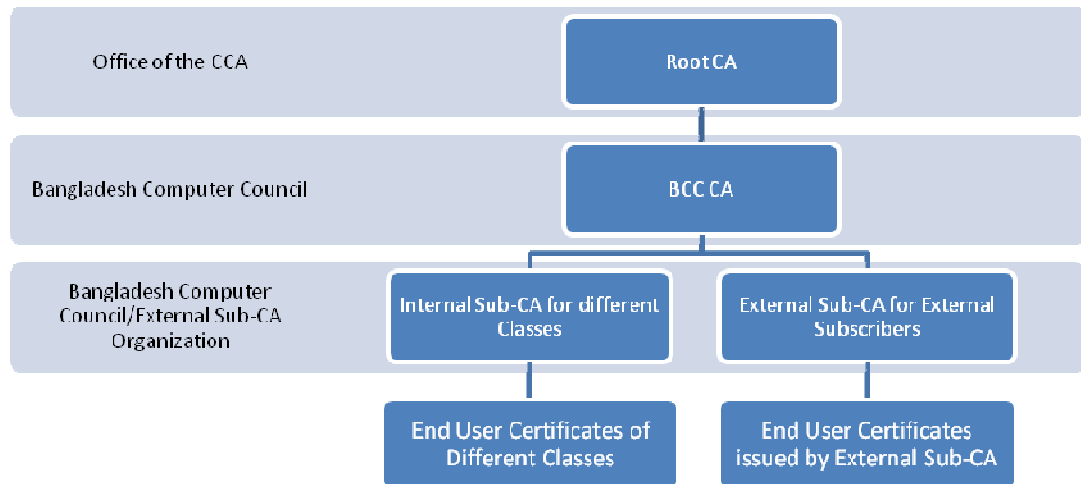 Office of the CCA
Root CA
Bangladesh Computer Council
BCC CA
Bangladesh Computer
Council/External Sub-CA
Organization
Internal Sub-CA for different
Classes
External Sub-CA for External
Subscribers
End User Certificates of
Different Classes
End User Certificates
issued by External Sub-CA